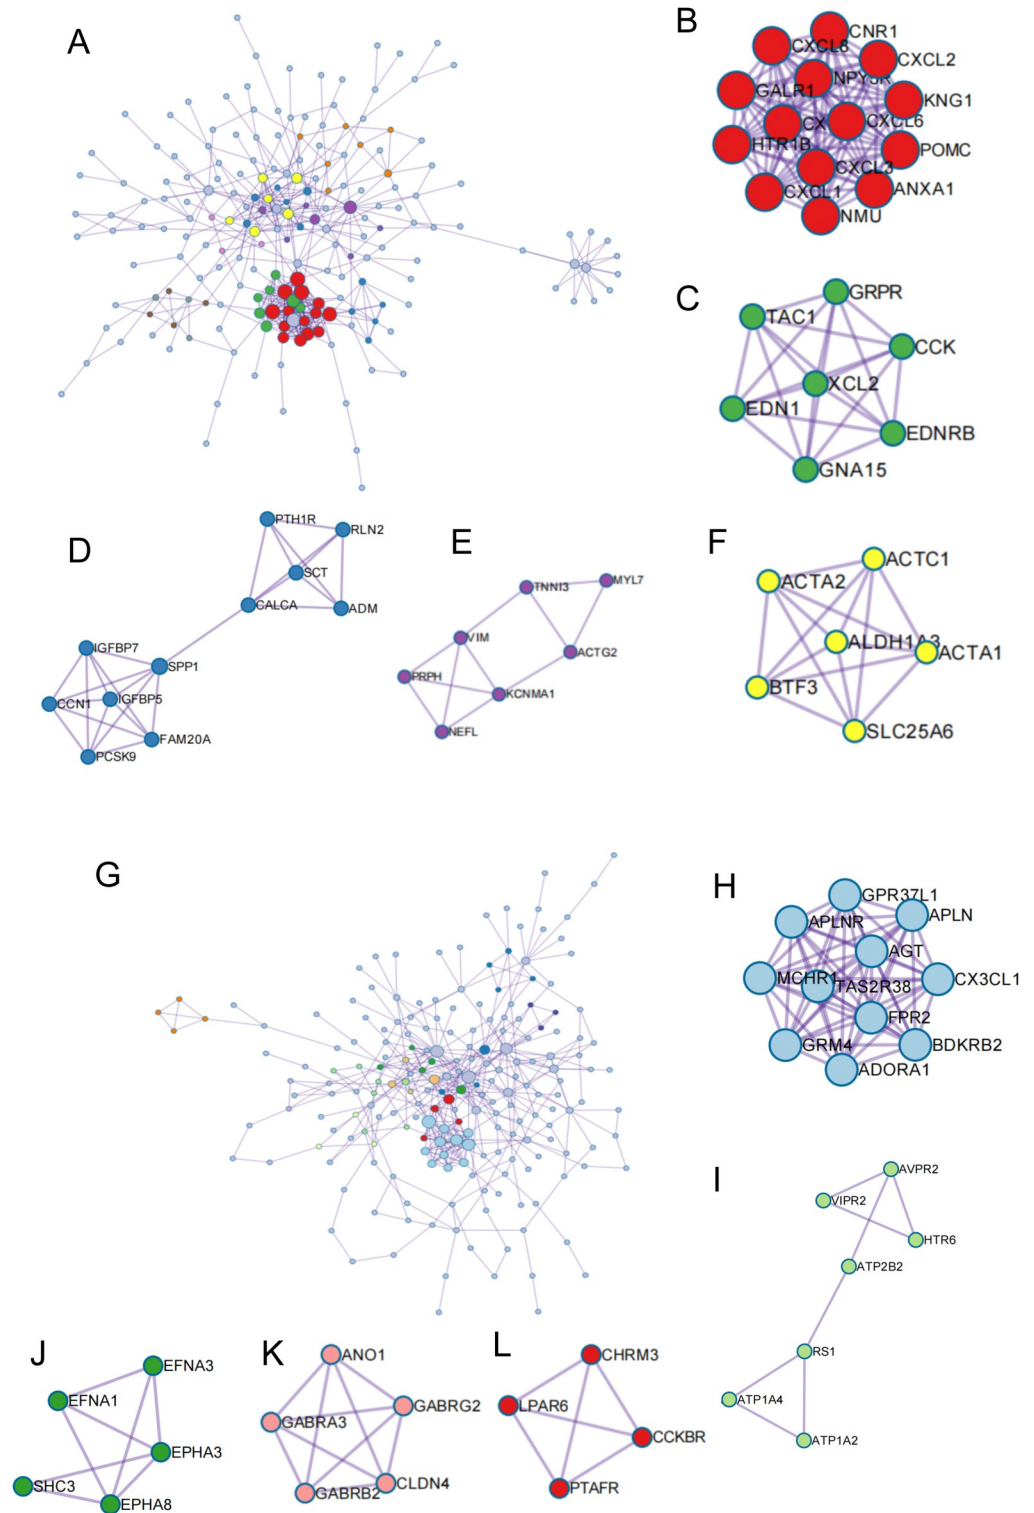 A
B
CNR1
CXCL8
CXCL2
GALR1
KNG1
CXCL6
HTR1B
POMC
CXCL3
ANXA1
CXCL1
NMU
C
GRPR
TAC1
CCK
XCL2
EDN1
EDNRB
GNA15
D
PTH1R
RLN2
SCT
CALCA
ADM
IGFBP7
SPP1
CCN1
IGFBP5
FAM20A
PCSK9
E
TNNI3
MYL7
VIM
ACTG2
PRPH
KCNMA1
NEFL
F
ACTC1
ACTA2
ALDH1A3
ACTA1
BTF3
SLC25A6
G
H
GPR37L1
APLNR
APLN
AGT
MCHR1
TAS2R38
CX3CL1
FPR2
GRM4
BDKRB2
ADORA1
I
AVPR2
VIPR2
HTR6
ATP2B2
RS1
ATP1A4
ATP1A2
J
EFNA3
EFNA1
EPHA3
SHC3
EPHA8
K
ANO1
GABRG2
GABRA3
CLDN4
GABRB2
L
CHRM3
LPAR6
CCKBR
PTAFR